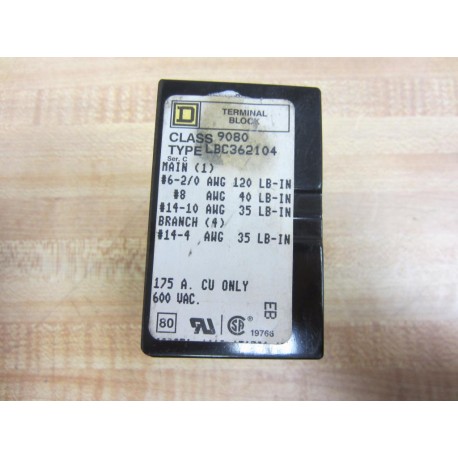 D
TERMINAL
BLOCK
CLASS 9080
TYPE LBC362104
Ser. C
MAIN (1)
#6-2/0 AWG 120 LB-IN
#8 AWG 40 LB-IN
#14-10 AWG 35 LB-IN
BRANCH (4)
#14-4 AWG 35 LB-IN
175 A. CU ONLY
600 VAC.
EB
80
19768